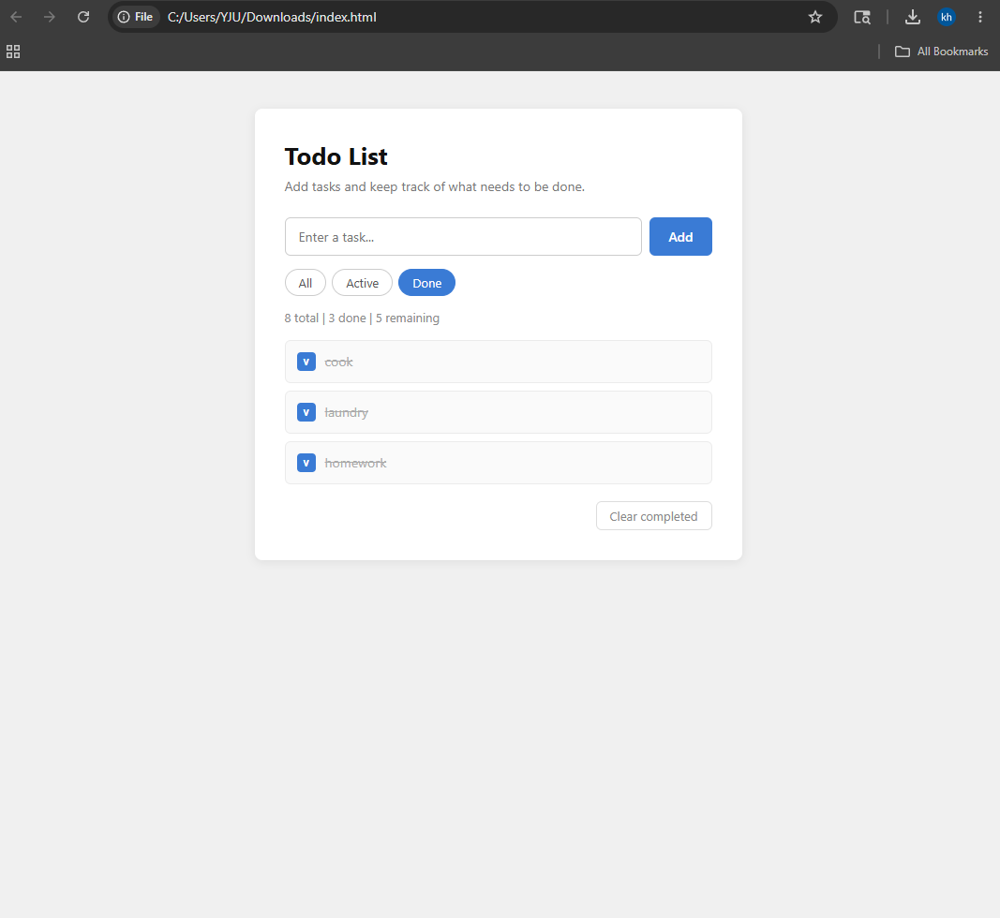 File C:/Users/YJU/Downloads/index.html kh
All Bookmarks
Todo List
Add tasks and keep track of what needs to be done.
Enter a task... Add
All Active Done
8 total | 3 done | 5 remaining
v cook
v laundry
v homework
Clear completed